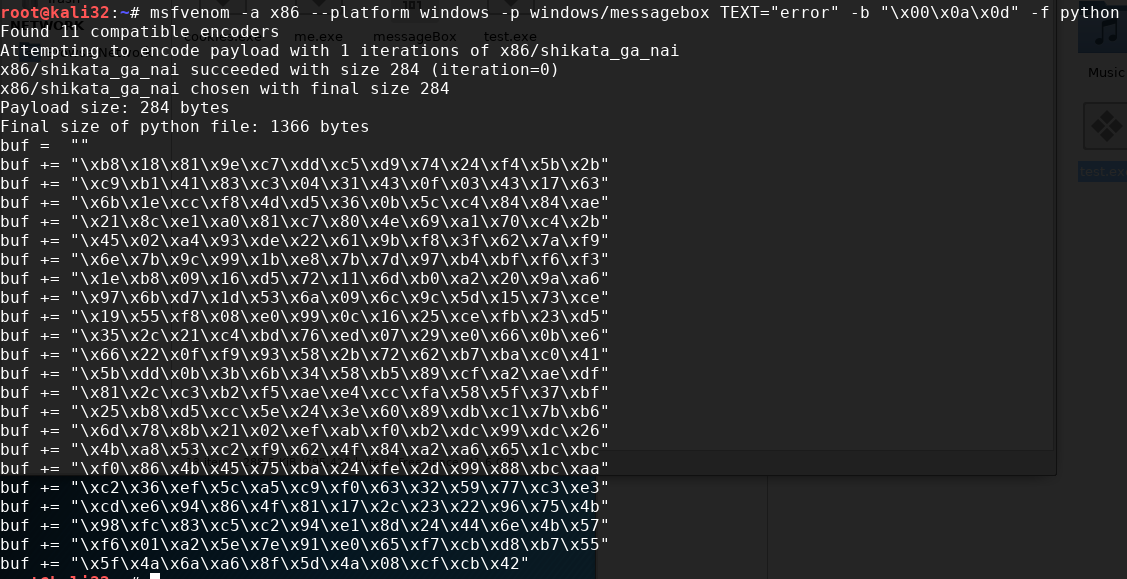 root@kali32:~# msfvenom -a x86 --platform windows -p windows/messagebox TEXT="error" -b "\x00\x0a\x0d" -f python
Found 11 compatible encoders
me.exe messageBox test.exe
Attempting to encode payload with 1 iterations of x86/shikata_ga_nai
x86/shikata_ga_nai succeeded with size 284 (iteration=0)
Music
x86/shikata_ga_nai chosen with final size 284
Payload size: 284 bytes
Final size of python file: 1366 bytes
buf =  ""
buf += "\xb8\x18\x81\x9e\xc7\xdd\xc5\xd9\x74\x24\xf4\x5b\x2b"
test.ex
buf += "\xc9\xb1\x41\x83\xc3\x04\x31\x43\x0f\x03\x43\x17\x63"
buf += "\x6b\x1e\xcc\xf8\x4d\xd5\x36\x0b\x5c\xc4\x84\x84\xae"
buf += "\x21\x8c\xe1\xa0\x81\xc7\x80\x4e\x69\xa1\x70\xc4\x2b"
buf += "\x45\x02\xa4\x93\xde\x22\x61\x9b\xf8\x3f\x62\x7a\xf9"
buf += "\x6e\x7b\x9c\x99\x1b\xe8\x7b\x7d\x97\xb4\xbf\xf6\xf3"
buf += "\x1e\xb8\x09\x16\xd5\x72\x11\x6d\xb0\xa2\x20\x9a\xa6"
buf += "\x97\x6b\xd7\x1d\x53\x6a\x09\x6c\x9c\x5d\x15\x73\xce"
buf += "\x19\x55\xf8\x08\xe0\x99\x0c\x16\x25\xce\xfb\x23\xd5"
buf += "\x35\x2c\x21\xc4\xbd\x76\xed\x07\x29\xe0\x66\x0b\xe6"
buf += "\x66\x22\x0f\xf9\x93\x58\x2b\x72\x62\xb7\xba\xc0\x41"
buf += "\x5b\xdd\x0b\x3b\x6b\x34\x58\xb5\x89\xcf\xa2\xae\xdf"
buf += "\x81\x2c\xc3\xb2\xf5\xae\xe4\xcc\xfa\x58\x5f\x37\xbf"
buf += "\x25\xb8\xd5\xcc\x5e\x24\x3e\x60\x89\xdb\xc1\x7b\xb6"
buf += "\x6d\x78\x8b\x21\x02\xef\xab\xf0\xb2\xdc\x99\xdc\x26"
buf += "\x4b\xa8\x53\xc2\xf9\x62\x4f\x84\xa2\xa6\x65\x1c\xbc"
buf += "\xf0\x86\x4b\x45\x75\xba\x24\xfe\x2d\x99\x88\xbc\xaa"
buf += "\xc2\x36\xef\x5c\xa5\xc9\xf0\x63\x32\x59\x77\xc3\xe3"
buf += "\xcd\xe6\x94\x86\x4f\x81\x17\x2c\x23\x22\x96\x75\x4b"
buf += "\x98\xfc\x83\xc5\xc2\x94\xe1\x8d\x24\x44\x6e\x4b\x57"
buf += "\xf6\x01\xa2\x5e\x7e\x91\xe0\x65\xf7\xcb\xd8\xb7\x55"
buf += "\x5f\x4a\x6a\xa6\x8f\x5d\x4a\x08\xcf\xcb\x42"